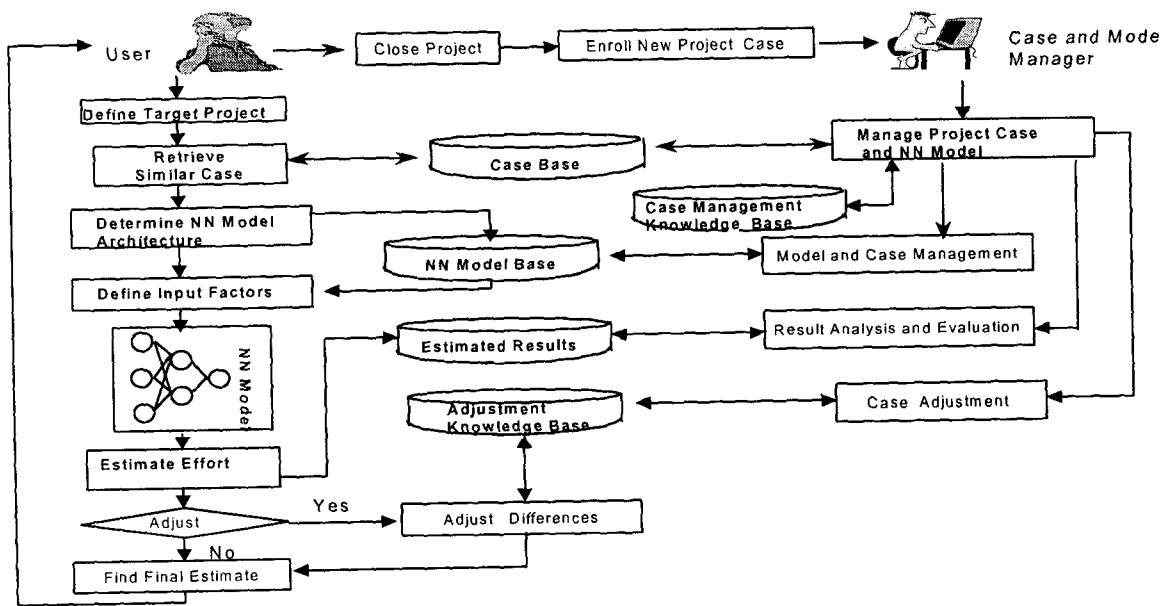 User
Close Project
Enroll New Project Case
Case and Mode
Manager
Define Target Project
Retrieve
Similar Case
Case Base
Manage Project Case
and NN Model
Determine NN Model
Architecture
Case Management
Knowledge Base
NN Model Base
Model and Case Management
Define Input Factors
NN Model
Estimated Results
Result Analysis and Evaluation
Adjustment
Knowledge Base
Case Adjustment
Estimate Effort
Yes
Adjust
Adjust Differences
No
Find Final Estimate